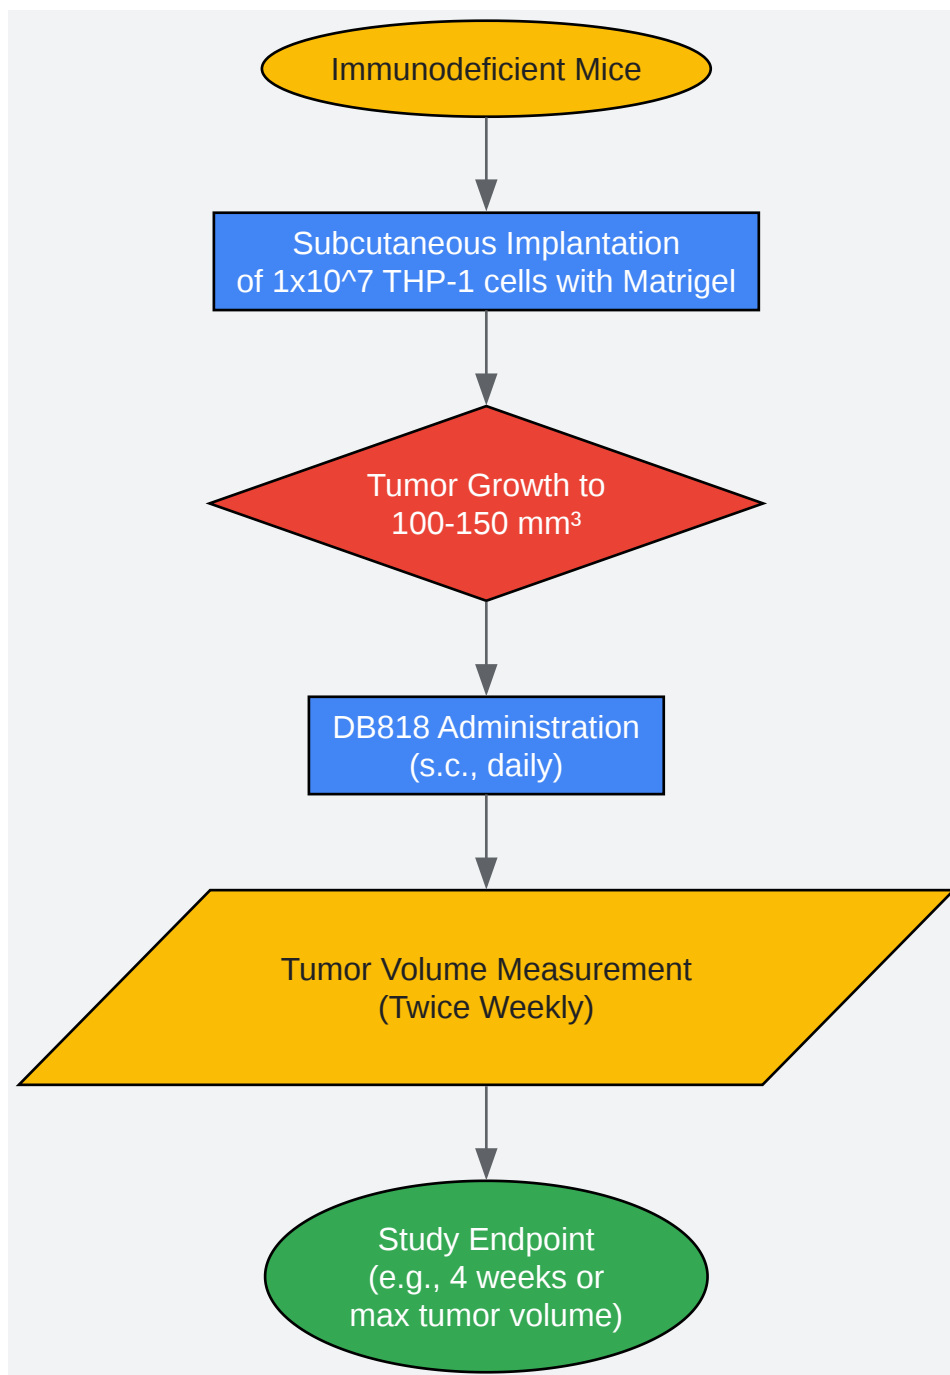 Immunodeficient Mice
Subcutaneous Implantation
of 1x10^7 THP-1 cells with Matrigel
Tumor Growth to
100-150 mm³
DB818 Administration
(s.c., daily)
Tumor Volume Measurement
(Twice Weekly)
Study Endpoint
(e.g., 4 weeks or
max tumor volume)